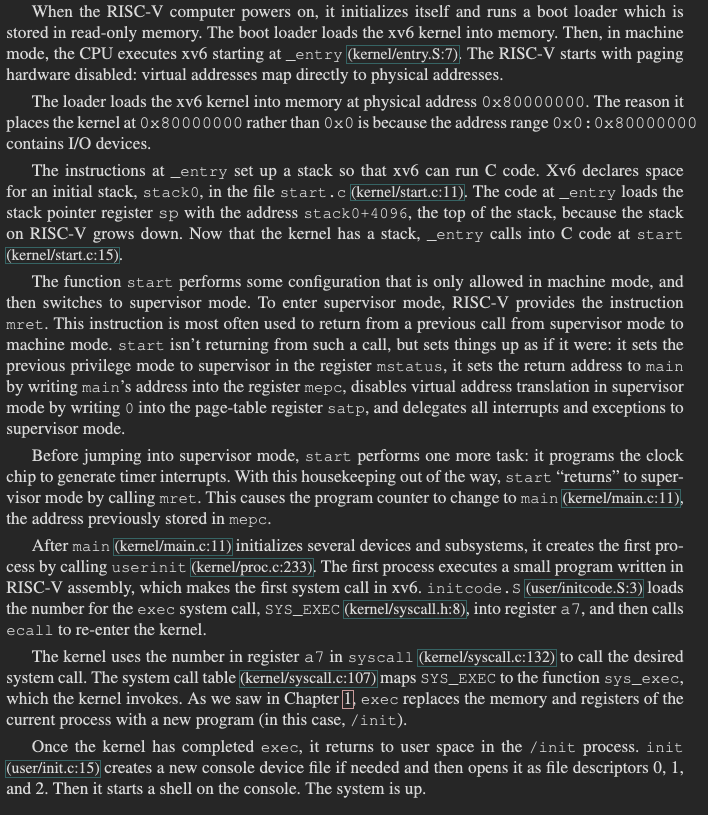 When the RISC-V computer powers on, it initializes itself and runs a boot loader which is
stored in read-only memory. The boot loader loads the xv6 kernel into memory. Then, in machine
mode, the CPU executes xv6 starting at _entry (kernel/entry.S:7). The RISC-V starts with paging
hardware disabled: virtual addresses map directly to physical addresses.
The loader loads the xv6 kernel into memory at physical address 0x80000000. The reason it
places the kernel at 0x80000000 rather than 0x0 is because the address range 0x0:0x80000000
contains I/O devices.
The instructions at _entry set up a stack so that xv6 can run C code. Xv6 declares space
for an initial stack, stack0, in the file start.c (kernel/start.c:11). The code at _entry loads the
stack pointer register sp with the address stack0+4096, the top of the stack, because the stack
on RISC-V grows down. Now that the kernel has a stack, _entry calls into C code at start
(kernel/start.c:15).
The function start performs some configuration that is only allowed in machine mode, and
then switches to supervisor mode. To enter supervisor mode, RISC-V provides the instruction
mret. This instruction is most often used to return from a previous call from supervisor mode to
machine mode. start isn’t returning from such a call, but sets things up as if it were: it sets the
previous privilege mode to supervisor in the register mstatus, it sets the return address to main
by writing main’s address into the register mepc, disables virtual address translation in supervisor
mode by writing 0 into the page-table register satp, and delegates all interrupts and exceptions to
supervisor mode.
Before jumping into supervisor mode, start performs one more task: it programs the clock
chip to generate timer interrupts. With this housekeeping out of the way, start “returns” to super-
visor mode by calling mret. This causes the program counter to change to main (kernel/main.c:11),
the address previously stored in mepc.
After main (kernel/main.c:11) initializes several devices and subsystems, it creates the first pro-
cess by calling userinit (kernel/proc.c:233). The first process executes a small program written in
RISC-V assembly, which makes the first system call in xv6. initcode.S (user/initcode.S:3) loads
the number for the exec system call, SYS_EXEC (kernel/syscall.h:8), into register a7, and then calls
ecall to re-enter the kernel.
The kernel uses the number in register a7 in syscall (kernel/syscall.c:132) to call the desired
system call. The system call table (kernel/syscall.c:107) maps SYS_EXEC to the function sys_exec,
which the kernel invokes. As we saw in Chapter 1, exec replaces the memory and registers of the
current process with a new program (in this case, /init).
Once the kernel has completed exec, it returns to user space in the /init process. init
(user/init.c:15) creates a new console device file if needed and then opens it as file descriptors 0, 1,
and 2. Then it starts a shell on the console. The system is up.